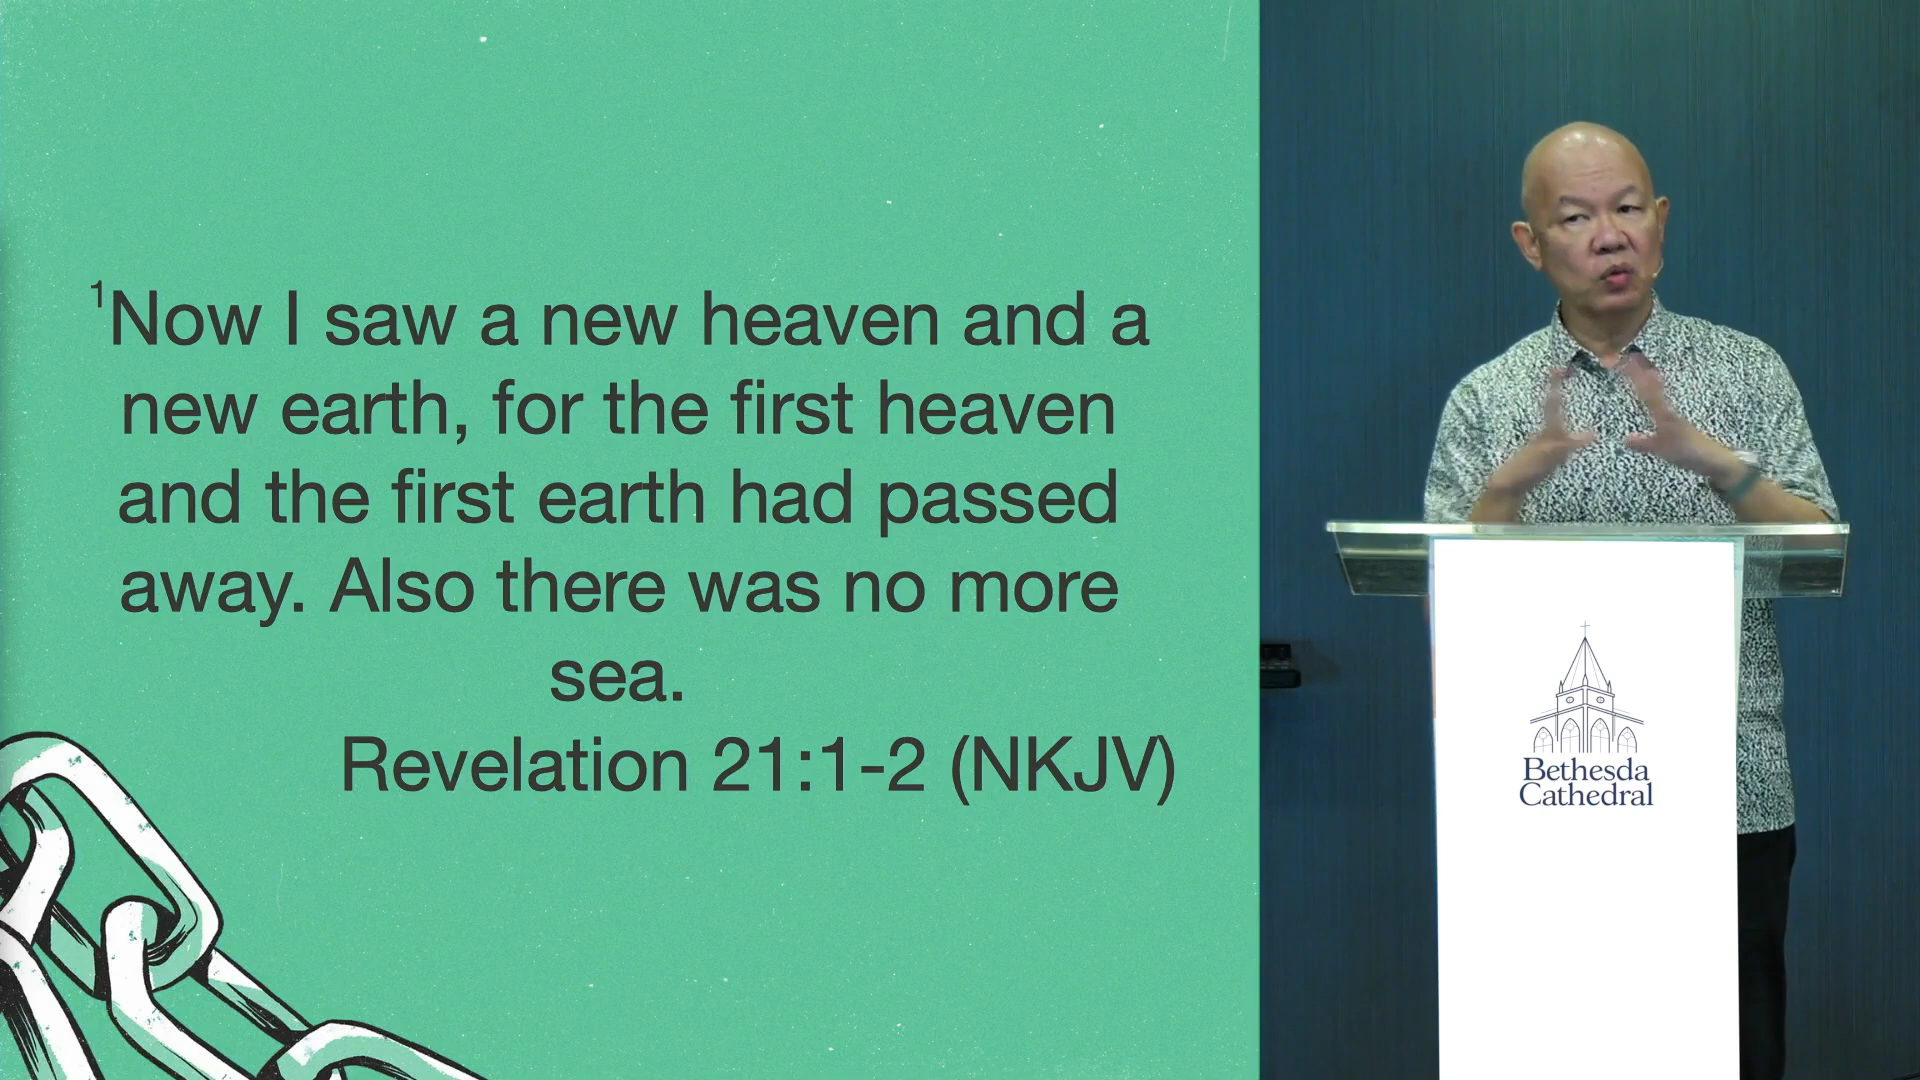 ¹Now I saw a new heaven and a
new earth, for the first heaven
and the first earth had passed
away. Also there was no more
sea.
Revelation 21:1-2 (NKJV)
Bethesda
Cathedral